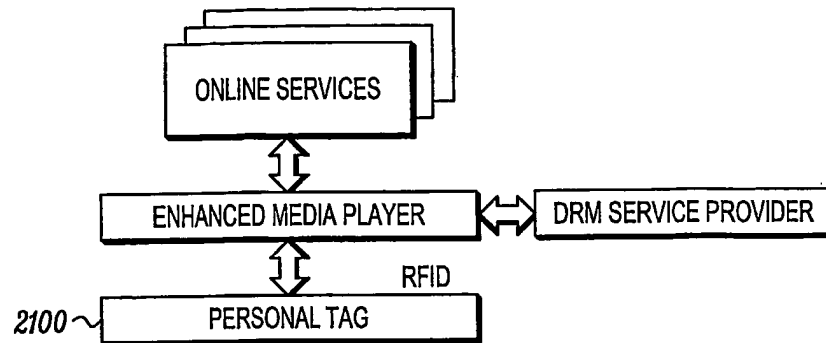 ONLINE SERVICES
ENHANCED MEDIA PLAYER
DRM SERVICE PROVIDER
RFID
2100
PERSONAL TAG